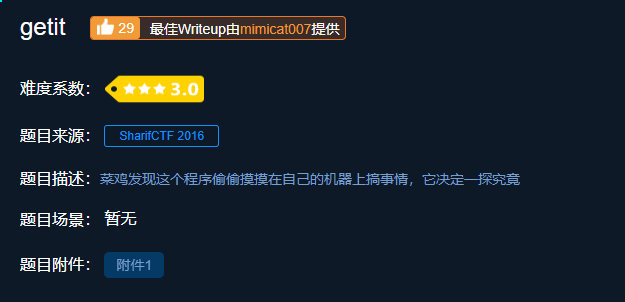 getit 29 最佳Writeup由mimicat007提供
难度系数： 3.0
题目来源： SharifCTF 2016
题目描述：菜鸡发现这个程序偷偷摸摸在自己的机器上搞事情，它决定一探究竟
题目场景： 暂无
题目附件： 附件1